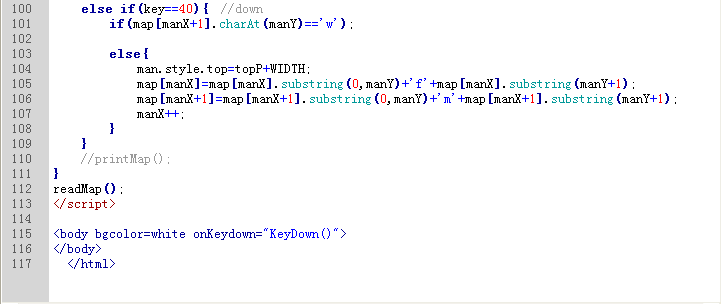 100 else if(key==40){ //down
101 if(map[manX+1].charAt(manY)=='w');
102
103 else{
104 man.style.top=topP+WIDTH;
105 map[manX]=map[manX].substring(0,manY)+'f'+map[manX].substring(manY+1);
106 map[manX+1]=map[manX+1].substring(0,manY)+'m'+map[manX+1].substring(manY+1);
107 manX++;
108 }
109 }
110 //printMap();
111 }
112 readMap();
113 </script>
114
115 <body bgcolor=white onKeydown="KeyDown()">
116 </body>
117 </html>